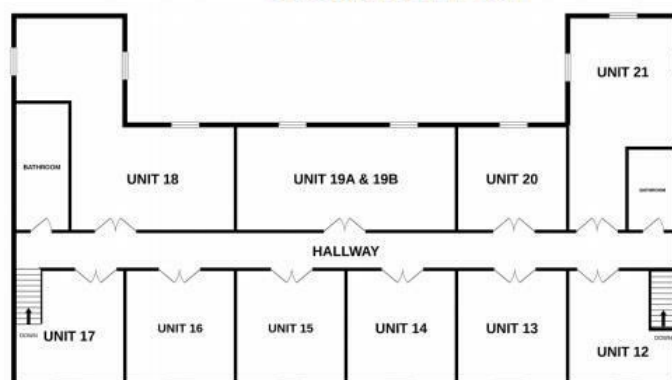 UNIT 21
BATHROOM
UNIT 18
UNIT 19A & 19B
UNIT 20
BATHROOM
HALLWAY
UNIT 17
UNIT 16
UNIT 15
UNIT 14
UNIT 13
UNIT 12
DOWN
DOWN